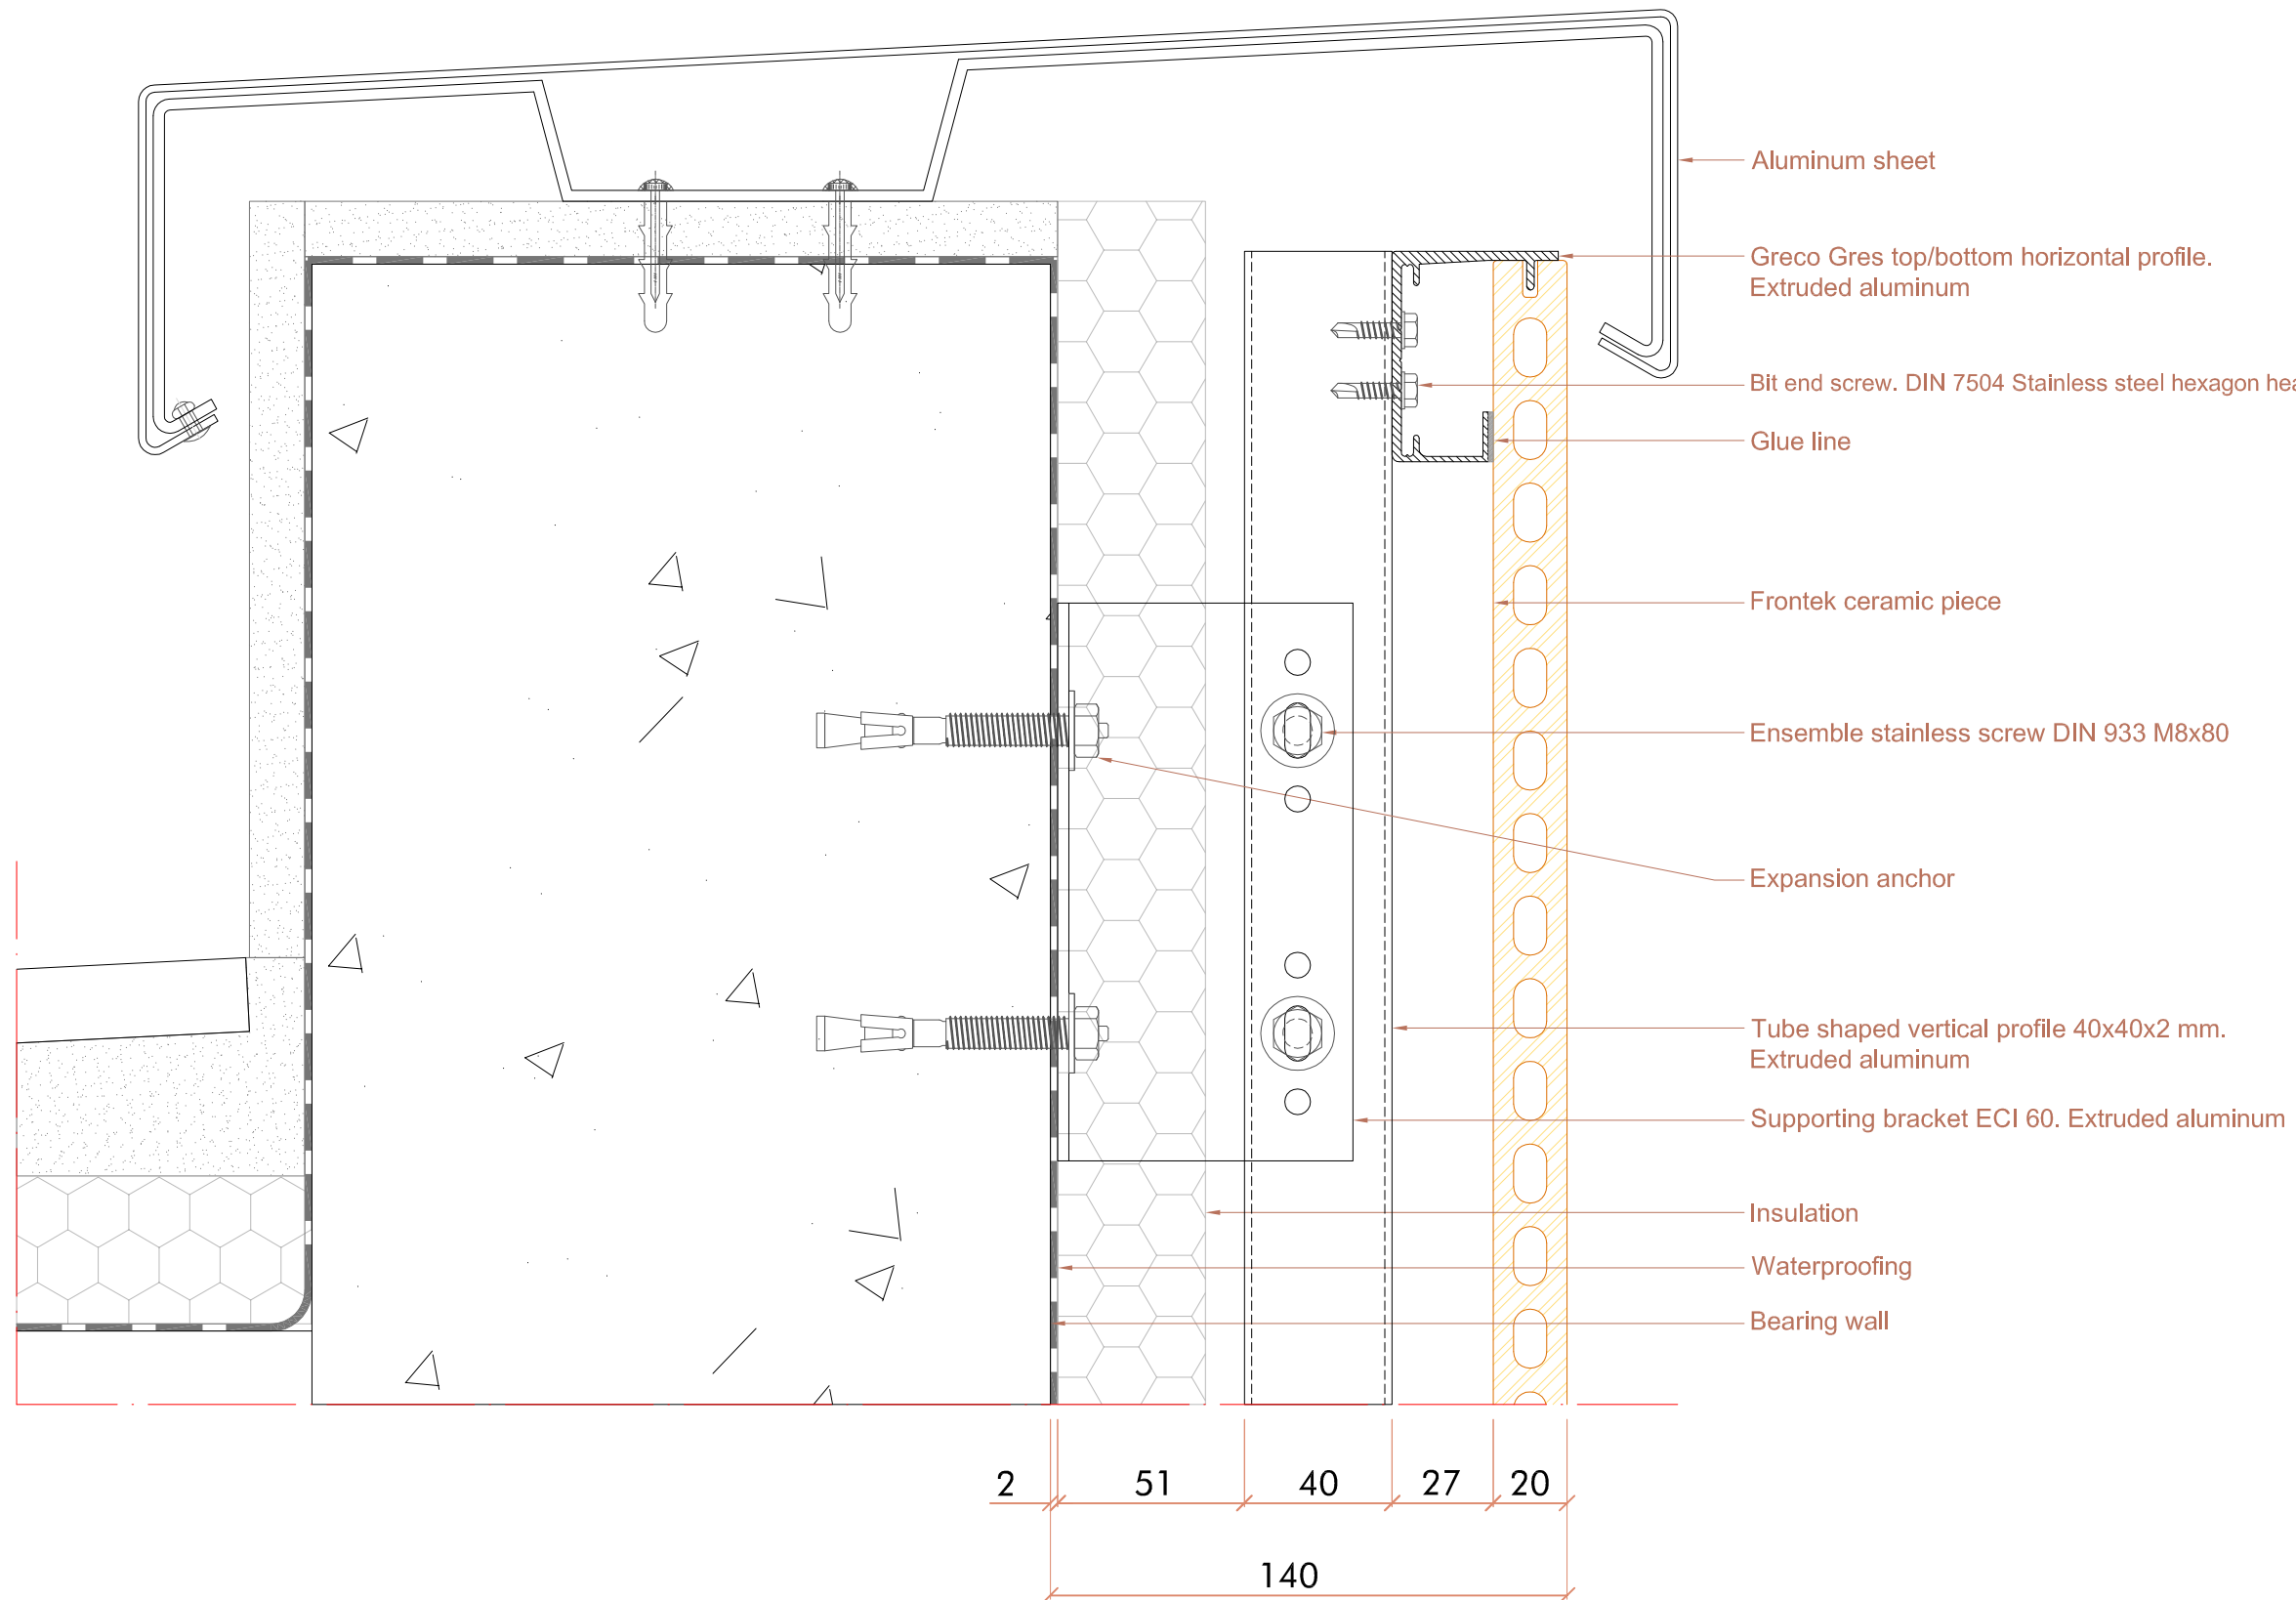 Aluminum sheet
Greco Gres top/bottom horizontal profile.
Extruded aluminum
Bit end screw. DIN 7504 Stainless steel hexagon
Glue line
Frontek ceramic piece
Ensemble stainless screw DIN 933 M8x80
Expansion anchor
Tube shaped vertical profile 40x40x2 mm.
Extruded aluminum
Supporting bracket ECI 60. Extruded aluminum
Insulation
Waterproofing
Bearing wall
2 51 40 27 20
140